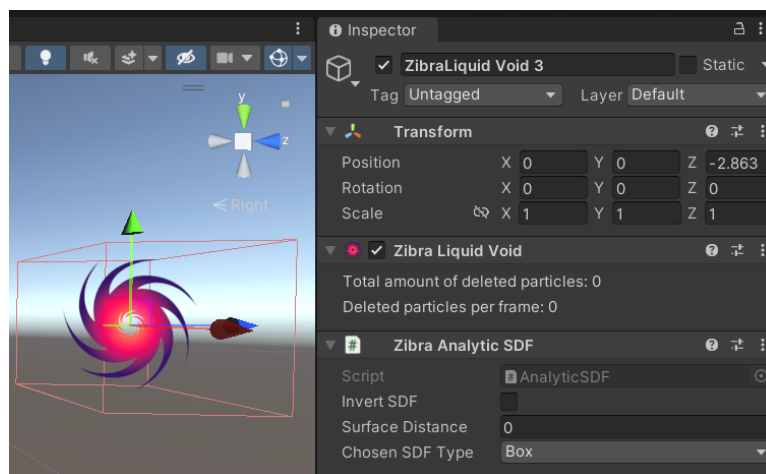 Inspector
ZibraLiquid Void 3
Static
Tag Untagged Layer Default
y
z
Right
Transform
Position X 0 Y 0 Z -2.863
Rotation X 0 Y 0 Z 0
Scale X 1 Y 1 Z 1
Zibra Liquid Void
Total amount of deleted particles: 0
Deleted particles per frame: 0
# Zibra Analytic SDF
Script # AnalyticSDF
Invert SDF
Surface Distance 0
Chosen SDF Type Box